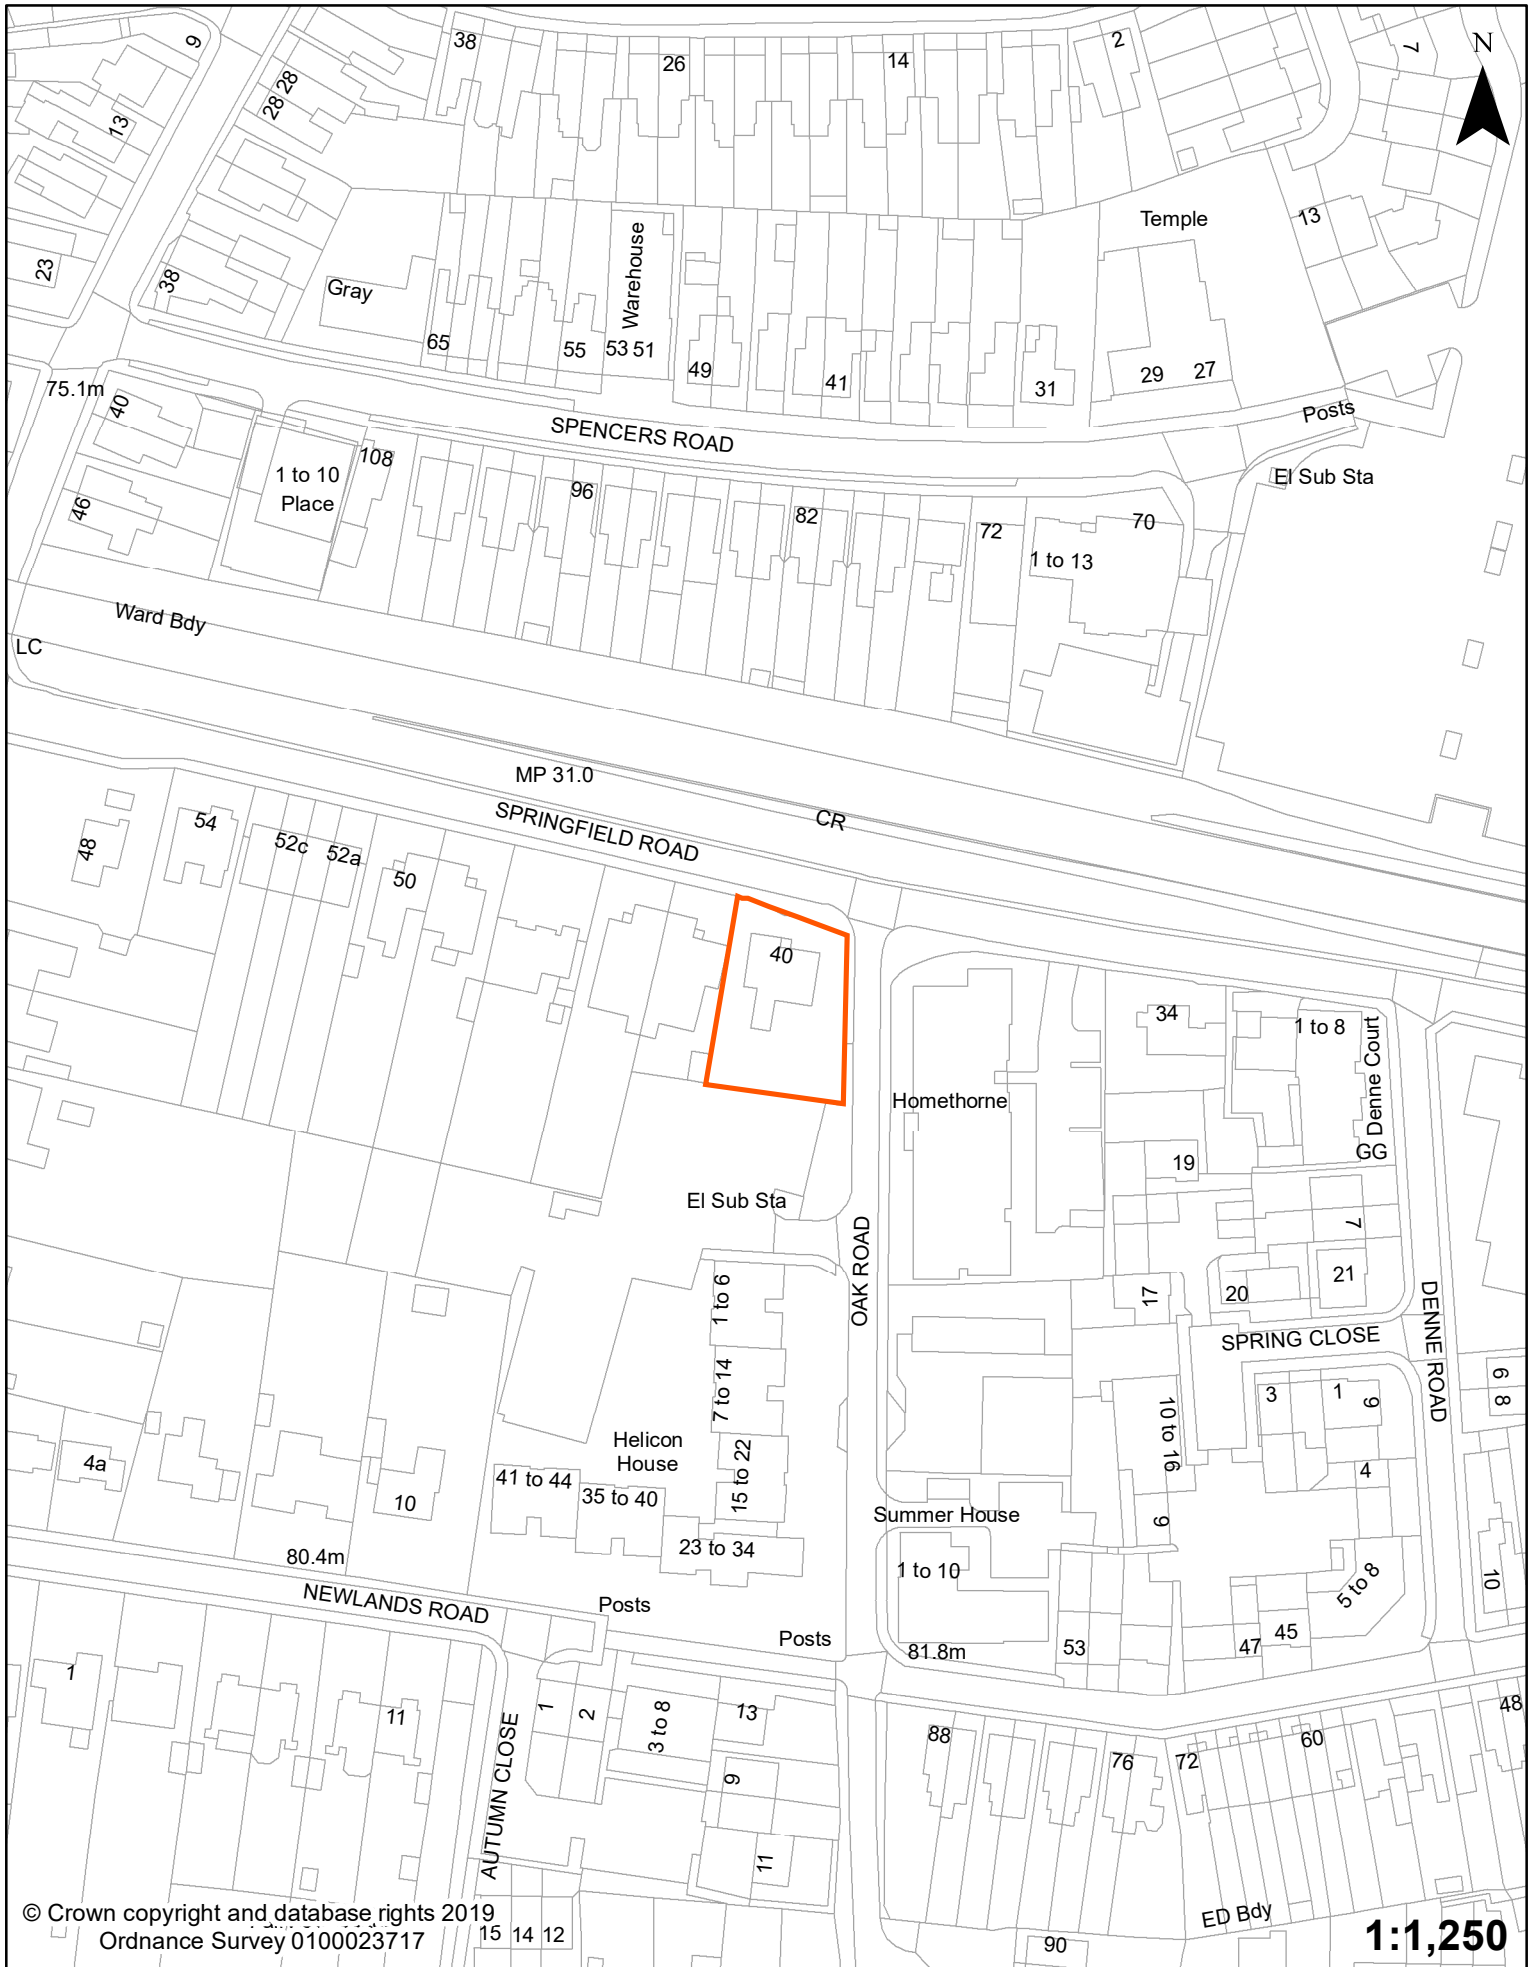 9
38
26
14
2
7
N
28
28
13
Temple
13
23
38
Gray
Warehouse
65
55
53 51
49
41
31
29
27
75.1m
40
SPENCERS ROAD
Posts
108
1 to 10
Place
46
96
82
72
70
1 to 13
El Sub Sta
Ward Bdy
LC
MP 31.0
CR
SPRINGFIELD ROAD
48
54
52c
52a
50
40
34
1 to 8
Denne Court
Homethorne
GG
19
El Sub Sta
7
OAK ROAD
1 to 6
17
20
21
SPRING CLOSE
DENNE ROAD
7 to 14
6
8
3
1
9
10 to 16
Helicon
House
4a
41 to 44
35 to 40
15 to 22
4
10
Summer House
9
23 to 34
1 to 10
80.4m
5 to 8
10
NEWLANDS ROAD
Posts
Posts
81.8m
53
47
45
1
11
1
2
3 to 8
13
AUTUMN CLOSE
9
11
88
76
72
60
48
© Crown copyright and database rights 2019
Ordnance Survey 0100023717
15
14
12
90
ED Bdy
1:1,250